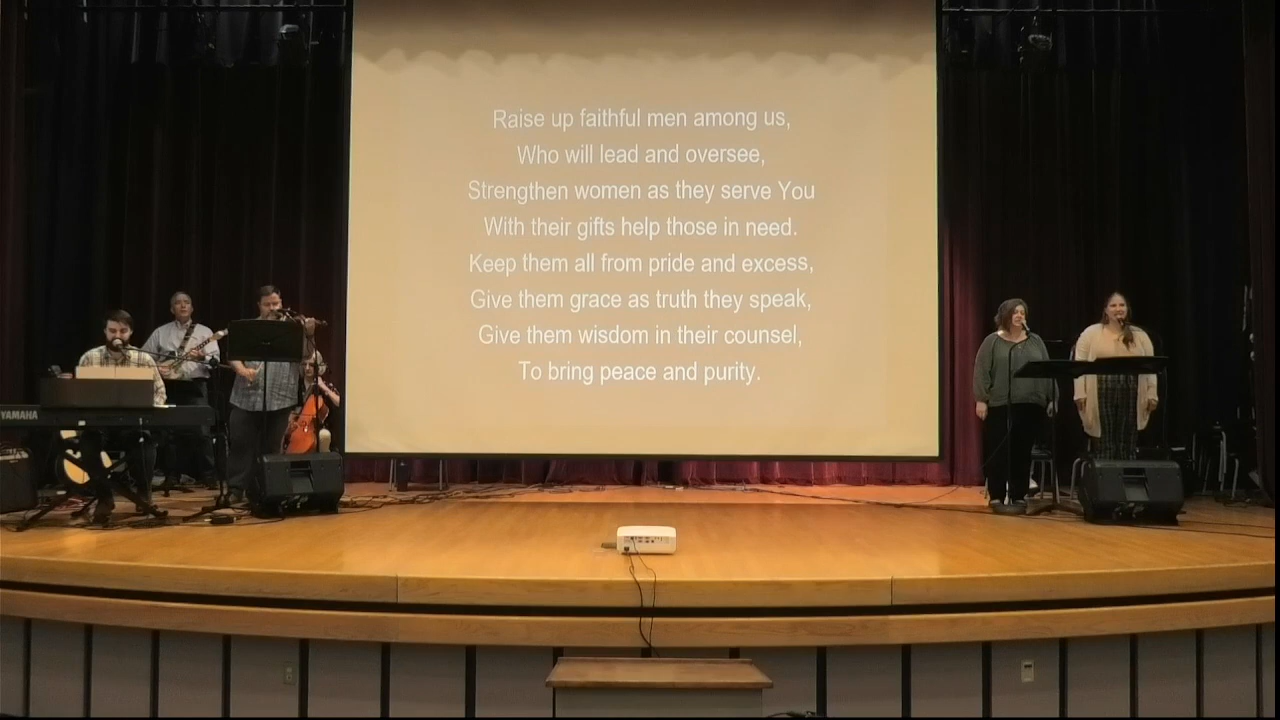 Raise up faithful men among us,
Who will lead and oversee,
Strengthen women as they serve You
With their gifts help those in need.
Keep them all from pride and excess,
Give them grace as truth they speak,
Give them wisdom in their counsel,
To bring peace and purity.
YAMAHA